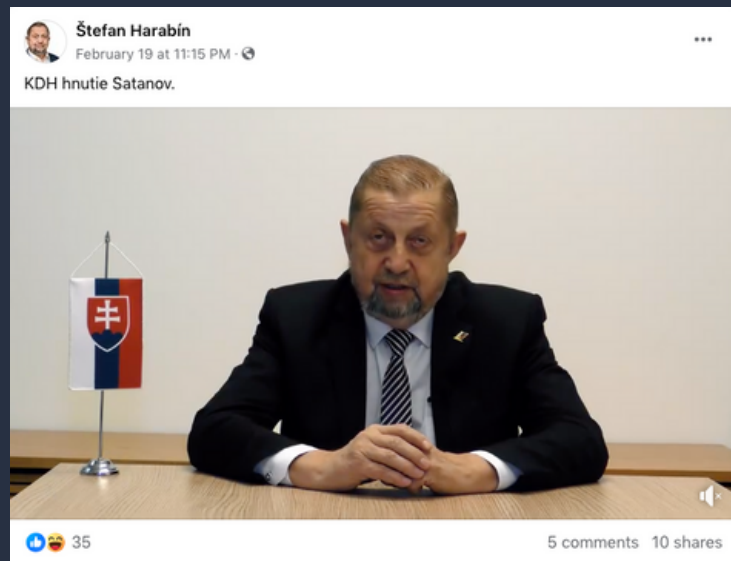 Štefan Harabín
February 19 at 11:15 PM ·
KDH hnutie Satanov.
35
5 comments 10 shares